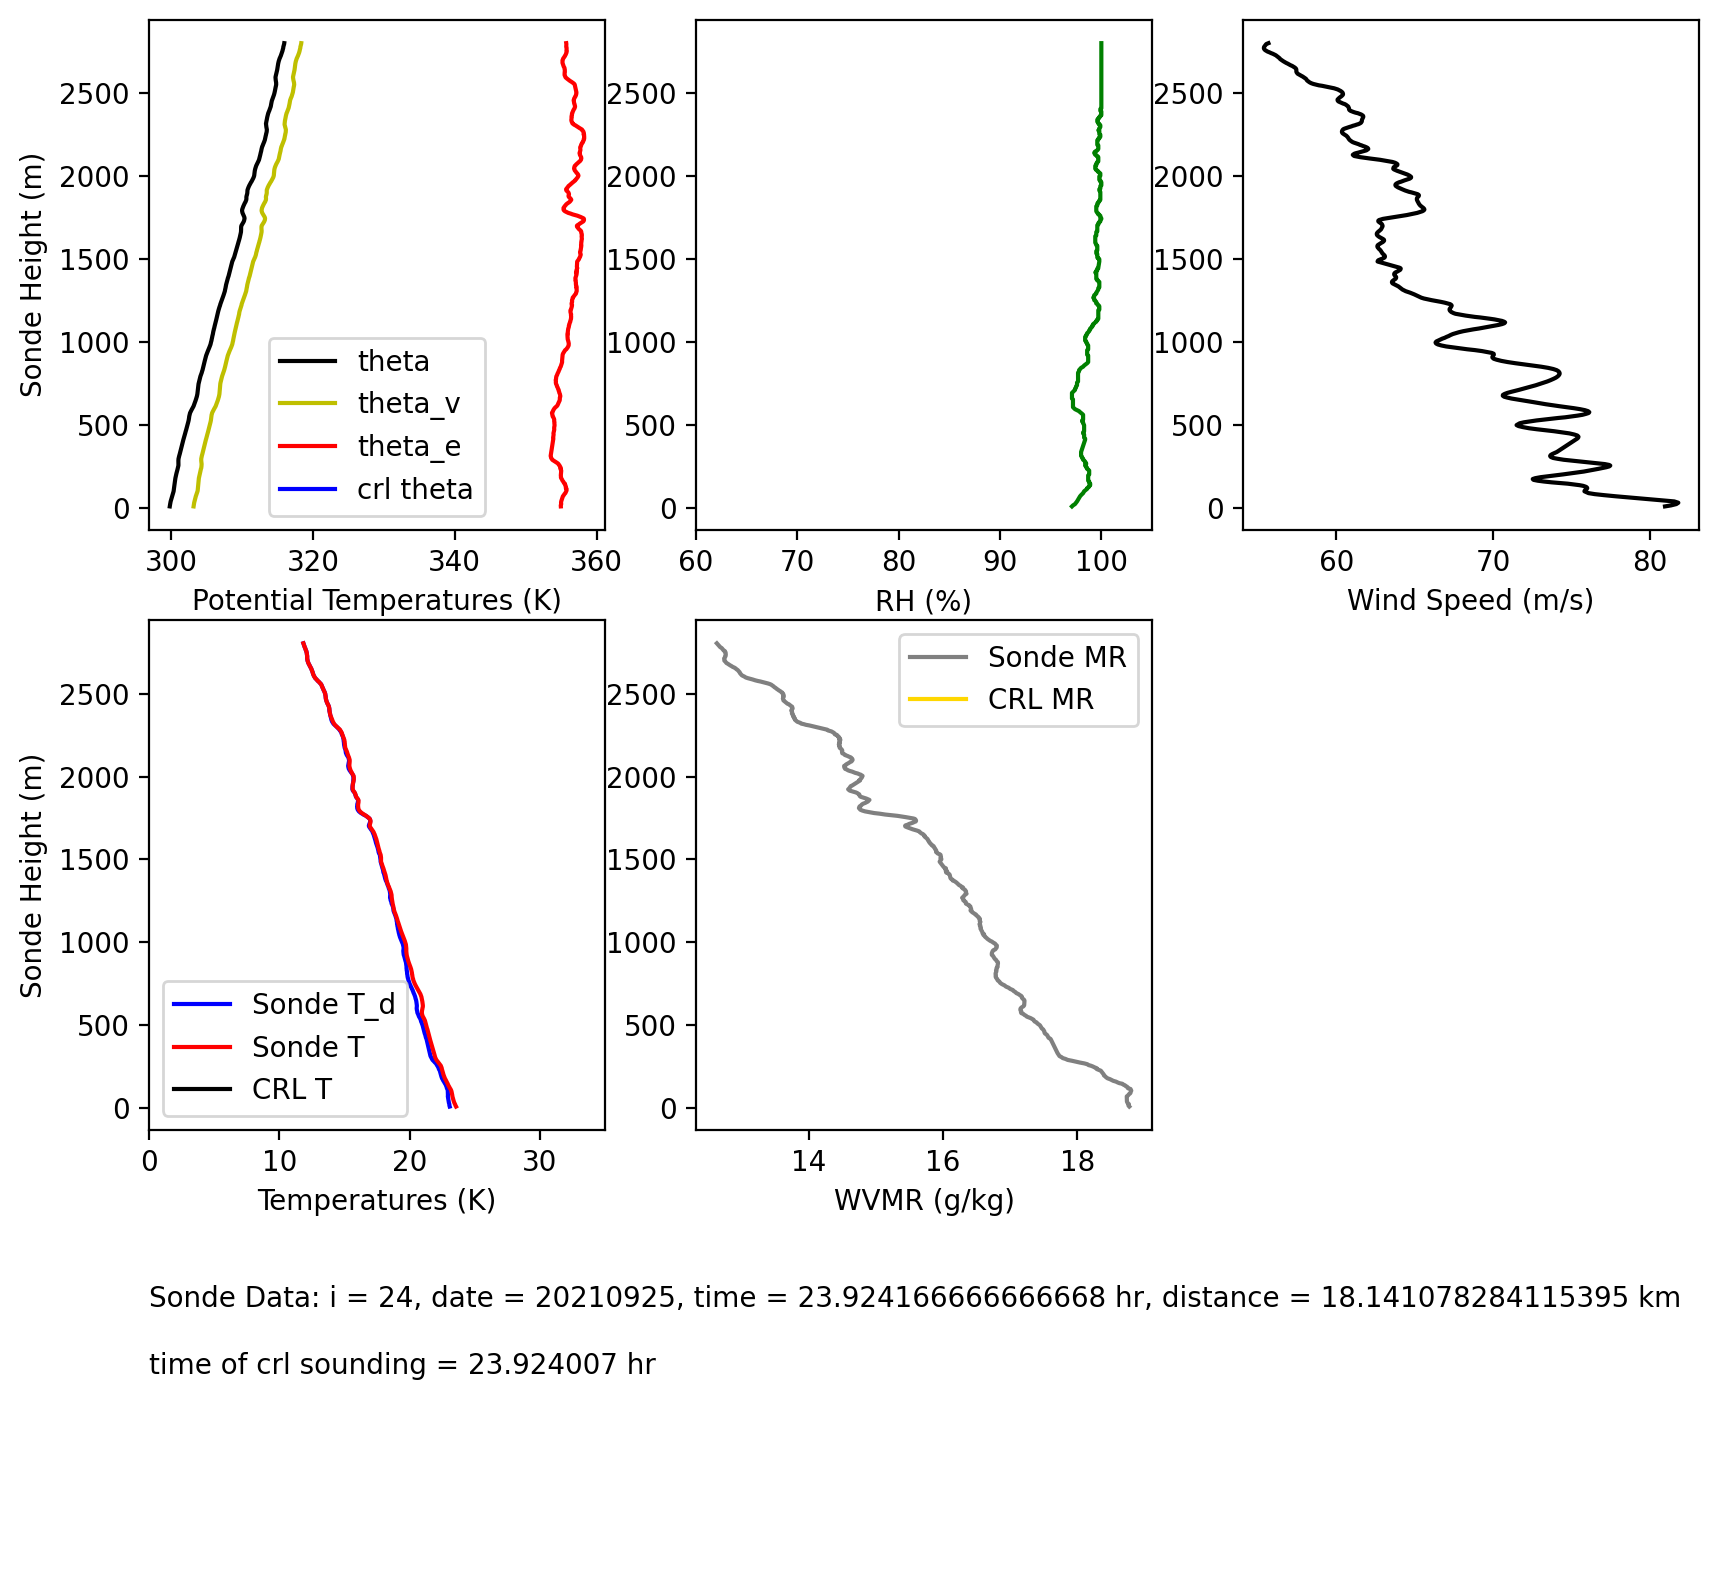 Sonde Height (m)
2500
2000
1500
1000
500
0
theta
theta_v
theta_e
crl theta
300
320
340
360
Potential Temperatures (K)
2500
2000
1500
1000
500
0
60
70
80
90
100
RH (%)
2500
2000
1500
1000
500
0
60
70
80
Wind Speed (m/s)
Sonde Height (m)
2500
2000
1500
1000
500
0
Sonde T_d
Sonde T
CRL T
0
10
20
30
Temperatures (K)
2500
2000
1500
1000
500
0
Sonde MR
CRL MR
14
16
18
WVMR (g/kg)
Sonde Data: i = 24, date = 20210925, time = 23.924166666666668 hr, distance = 18.141078284115395 km
time of crl sounding = 23.924007 hr